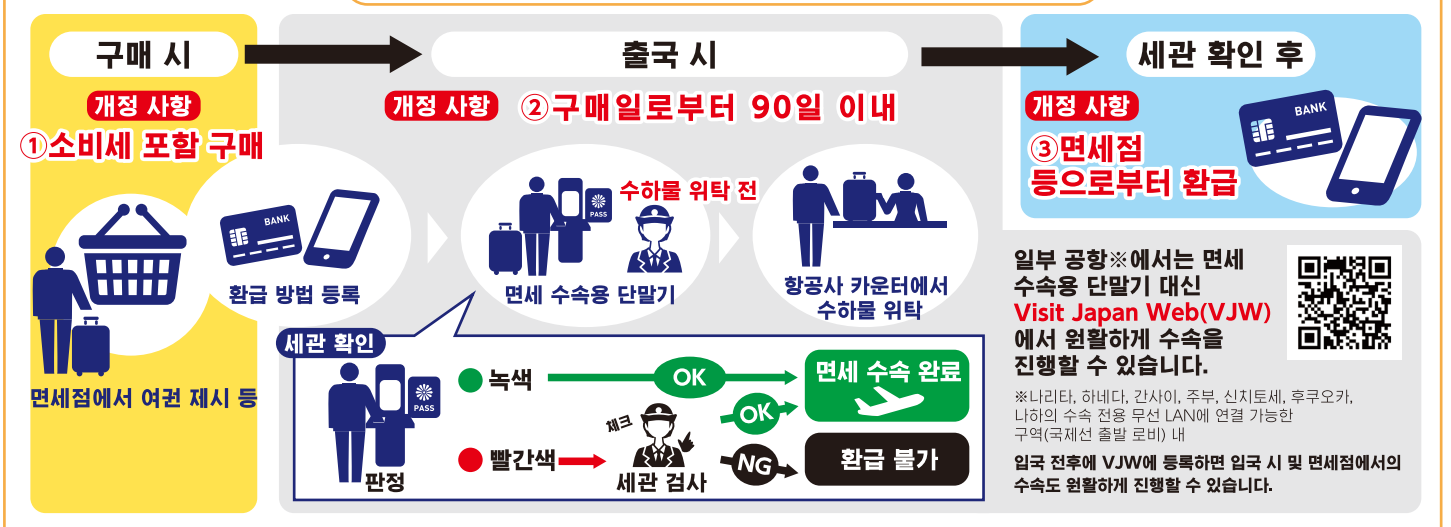 구매 시
개정 사항
①소비세 포함 구매
BANK
환급 방법 등록
면세점에서 여권 제시 등
출국 시
개정 사항 ②구매일로부터 90일 이내
수하물 위탁 전
PASS
면세 수속용 단말기
항공사 카운터에서
수하물 위탁
세관 확인
PASS
판정
녹색
OK
면세 수속 완료
빨간색
체크
세관 검사
OK
NG
환급 불가
세관 확인 후
개정 사항
③면세점
등으로부터 환급
BANK
일부 공항※에서는 면세
수속용 단말기 대신
Visit Japan Web(VJW)
에서 원활하게 수속을
진행할 수 있습니다.
※나리타, 하네다, 간사이, 주부, 신치토세, 후쿠오카,
나하의 수속 전용 무선 LAN에 연결 가능한
구역(국제선 출발 로비) 내
입국 전후에 VJW에 등록하면 입국 시 및 면세점에서의
수속도 원활하게 진행할 수 있습니다.